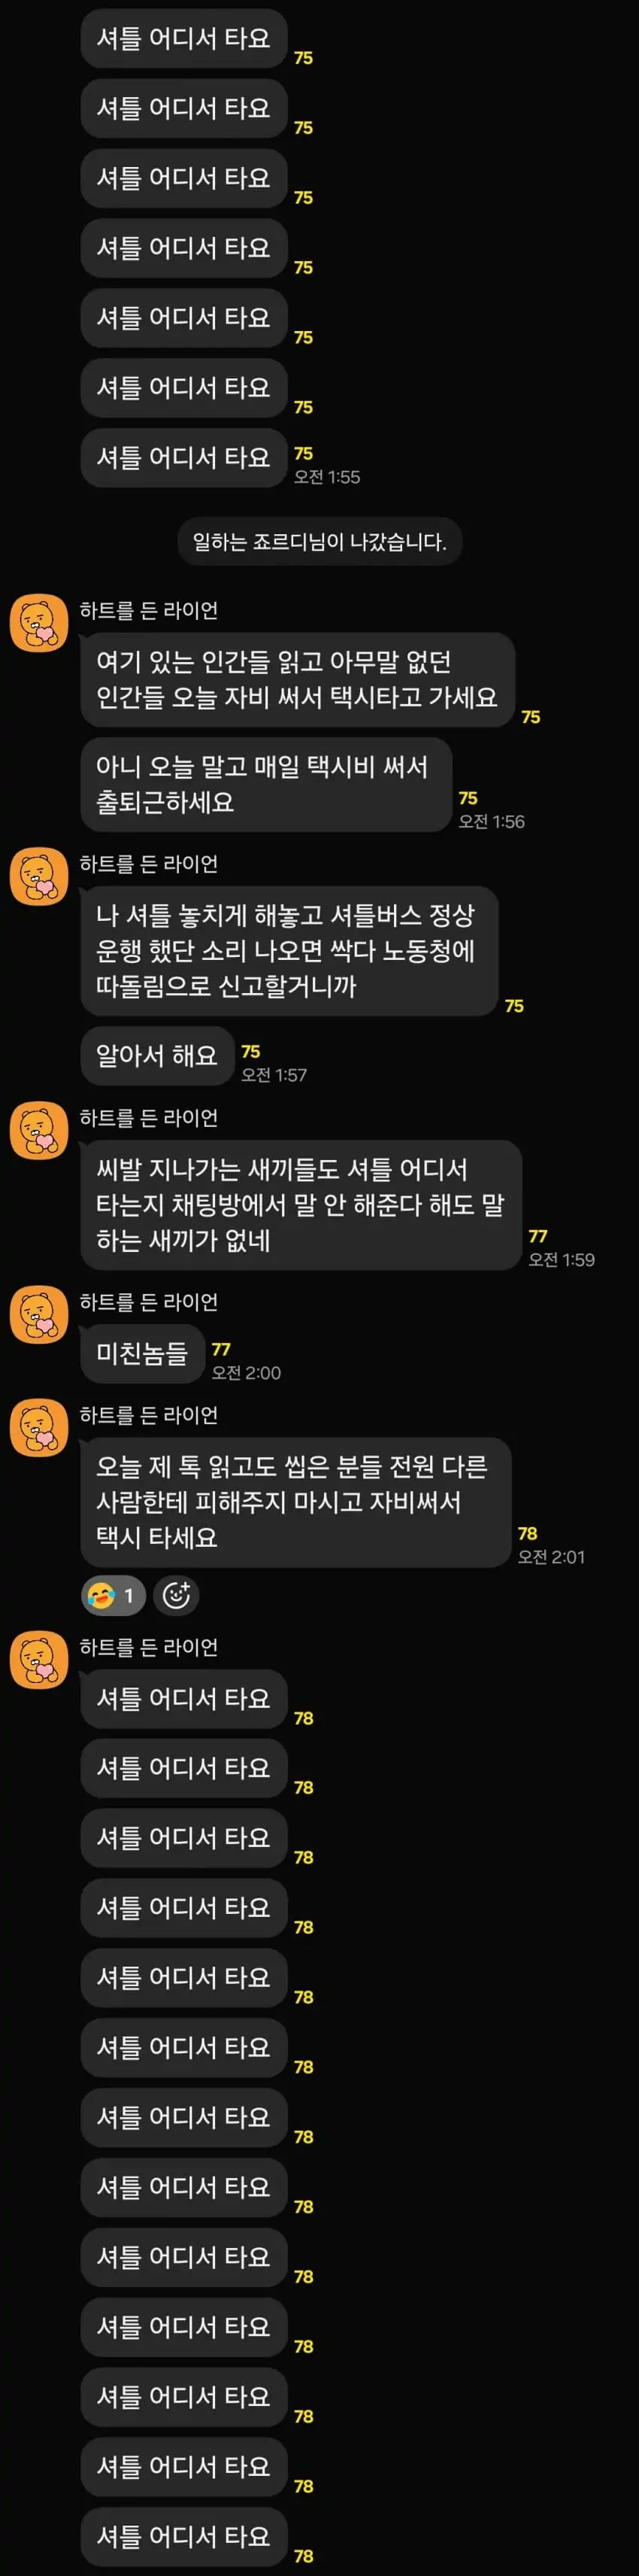 셔틀 어디서 타요
75
셔틀 어디서 타요
75
셔틀 어디서 타요
75
셔틀 어디서 타요
75
셔틀 어디서 타요
75
셔틀 어디서 타요
75
셔틀 어디서 타요
75
오전 1:55
일하는 죠르디님이 나갔습니다.
하트를 든 라이언
여기 있는 인간들 읽고 아무말 없던
인간들 오늘 자비 써서 택시타고 가세요
75
아니 오늘 말고 매일 택시비 써서
출퇴근하세요
75
오전 1:56
하트를 든 라이언
나 셔틀 놓치게 해놓고 셔틀버스 정상
운행 했단 소리 나오면 싹다 노동청에
따돌림으로 신고할거니까
75
알아서 해요
75
오전 1:57
하트를 든 라이언
씨발 지나가는 새끼들도 셔틀 어디서
타는지 채팅방에서 말 안 해준다 해도 말
하는 새끼가 없네
77
오전 1:59
하트를 든 라이언
미친놈들
77
오전 2:00
하트를 든 라이언
오늘 제 톡 읽고도 씹은 분들 전원 다른
사람한테 피해주지 마시고 자비써서
택시 타세요
78
오전 2:01
1
하트를 든 라이언
셔틀 어디서 타요
78
셔틀 어디서 타요
78
셔틀 어디서 타요
78
셔틀 어디서 타요
78
셔틀 어디서 타요
78
셔틀 어디서 타요
78
셔틀 어디서 타요
78
셔틀 어디서 타요
78
셔틀 어디서 타요
78
셔틀 어디서 타요
78
셔틀 어디서 타요
78
셔틀 어디서 타요
78
셔틀 어디서 타요
78